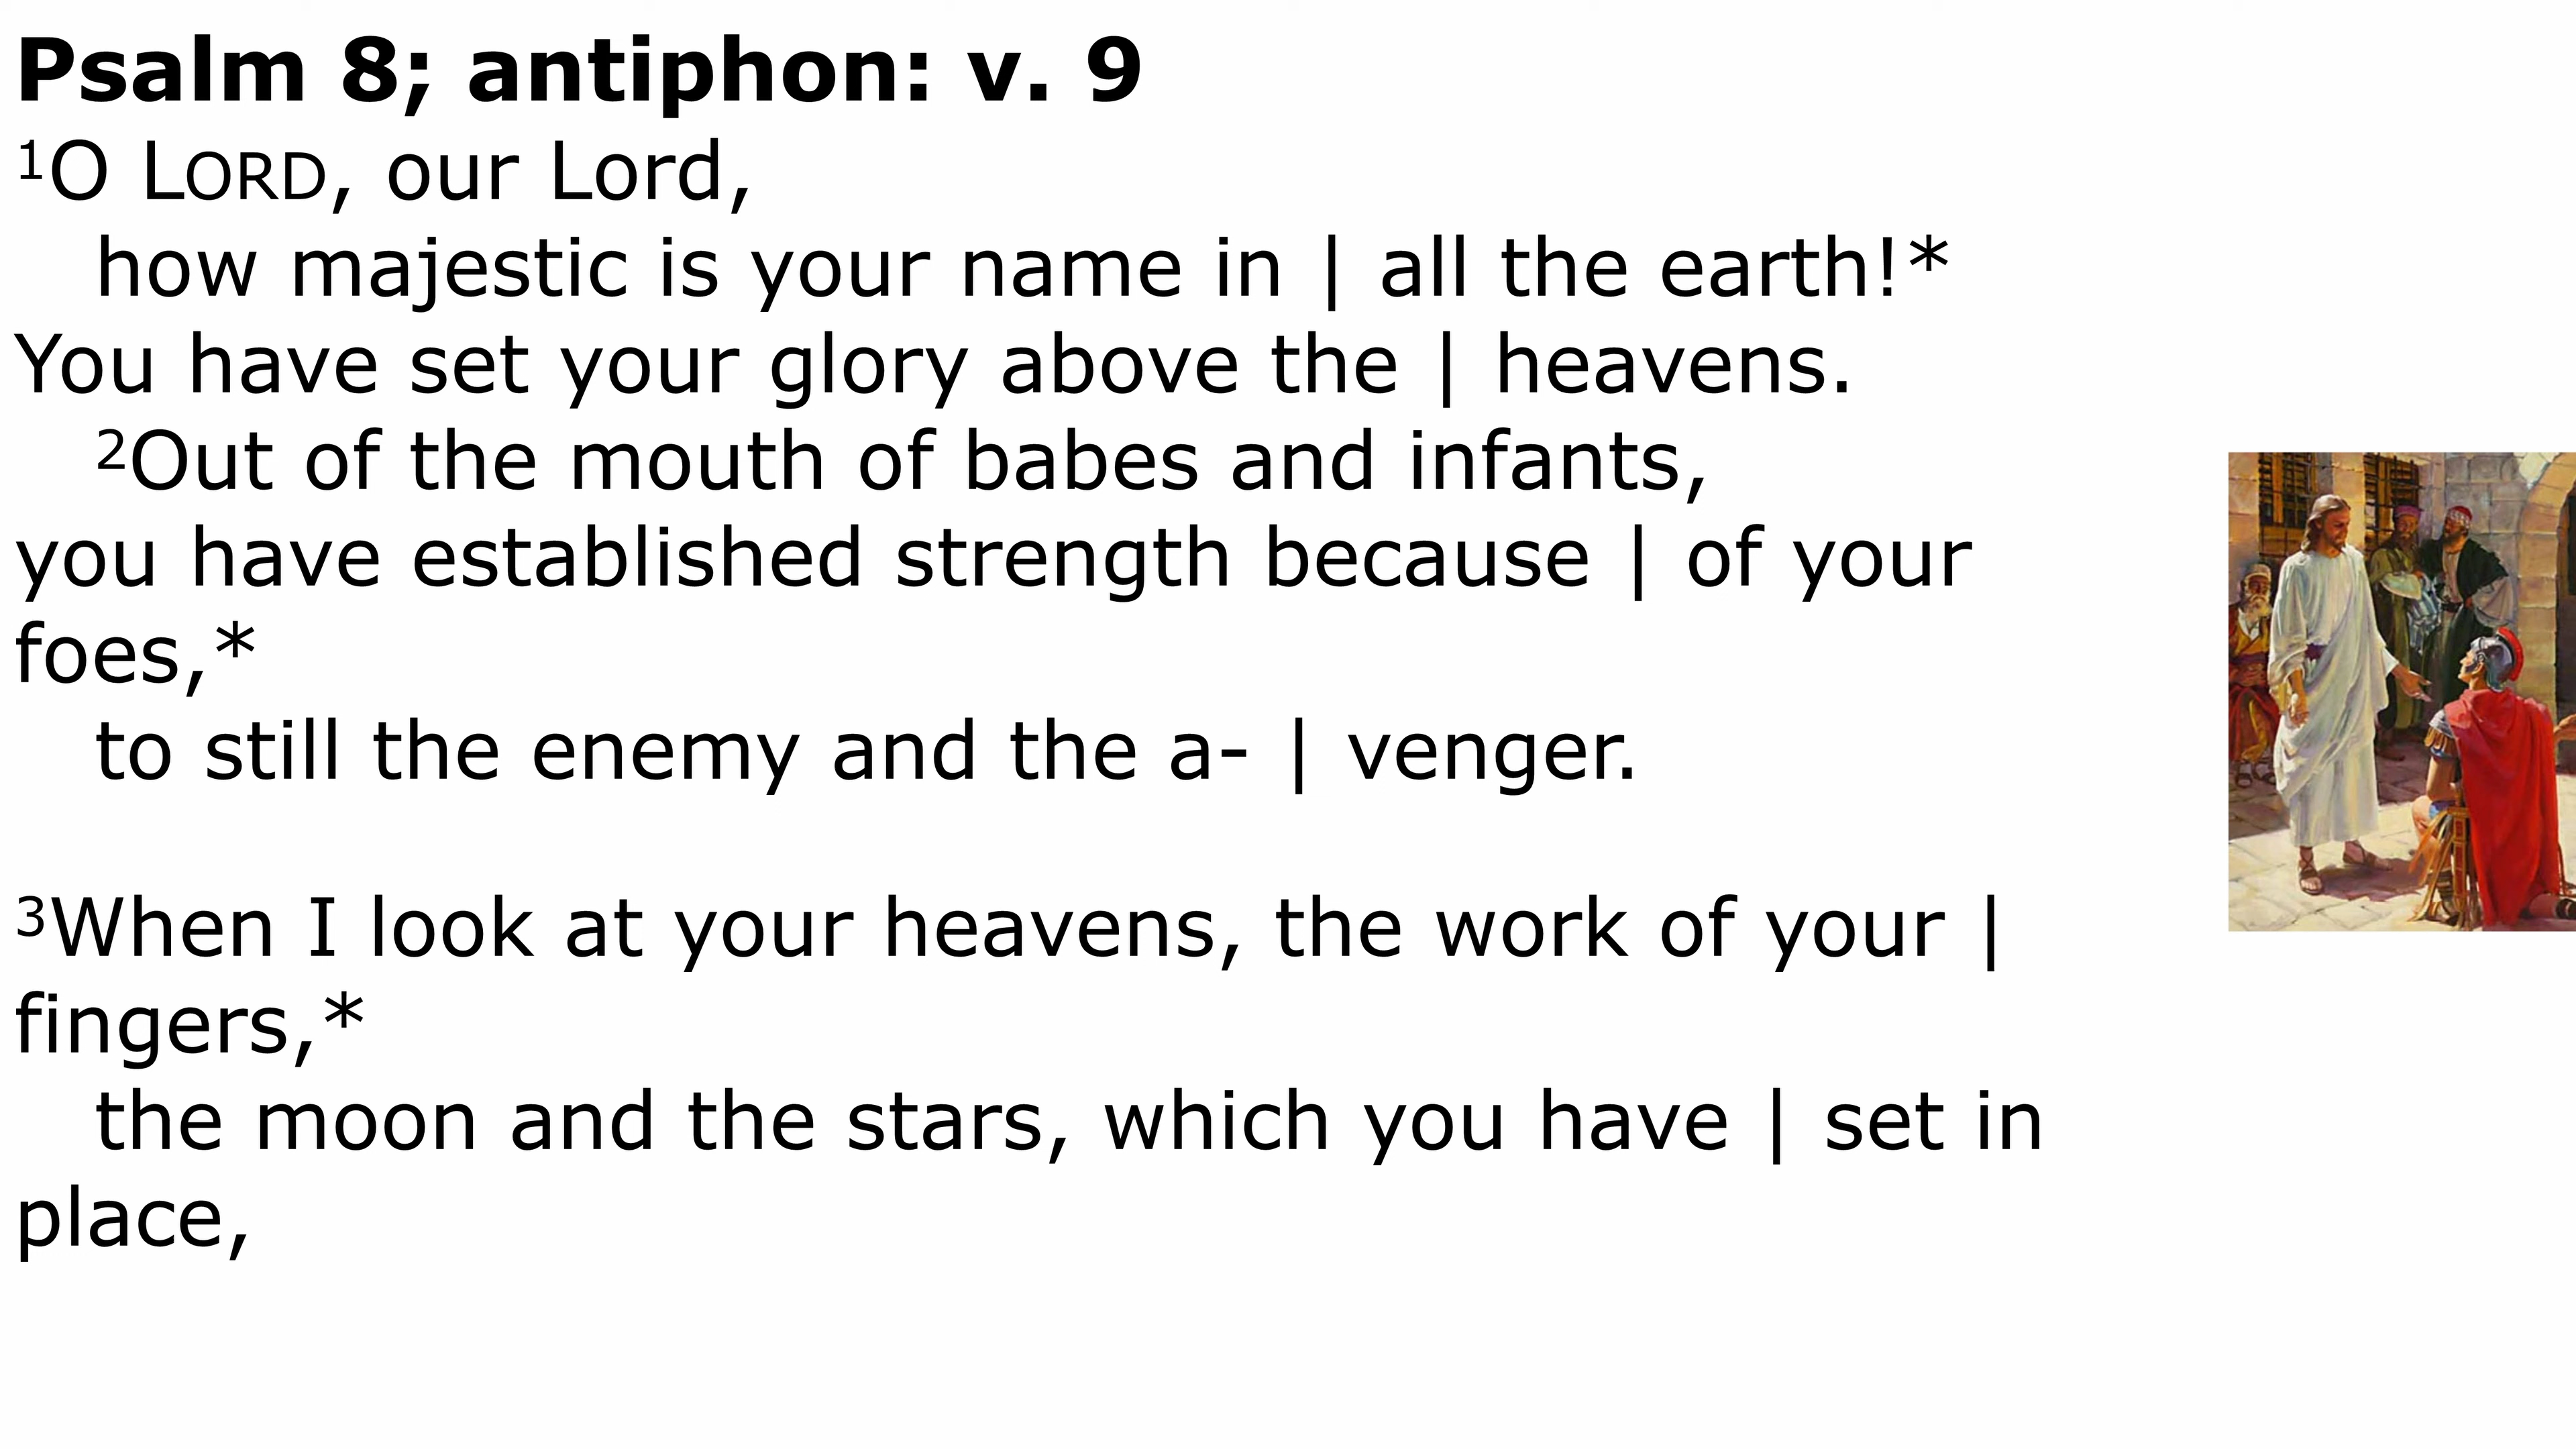 Psalm 8; antiphon: v. 9
¹O LORD, our Lord,
how majestic is your name in | all the earth!*
You have set your glory above the | heavens.
²Out of the mouth of babes and infants,
you have established strength because | of your
foes,*
to still the enemy and the a- | venger.
³When I look at your heavens, the work of your |
fingers,*
the moon and the stars, which you have | set in
place,